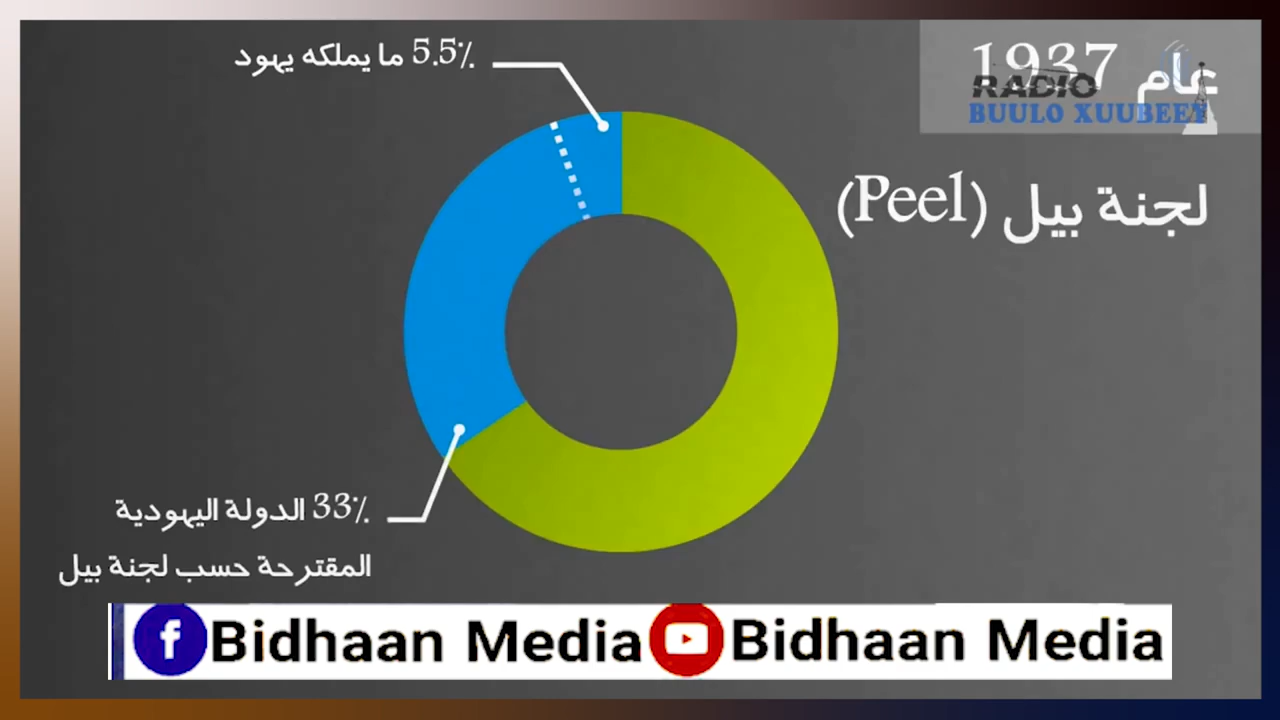 عام 1937
RADIO
BUULO XUUBEEY
لجنة بيل (Peel)
5.5٪ ما يملكه يهود
33٪ الدولة اليهودية
المقترحة حسب لجنة بيل
Bidhaan Media Bidhaan Media